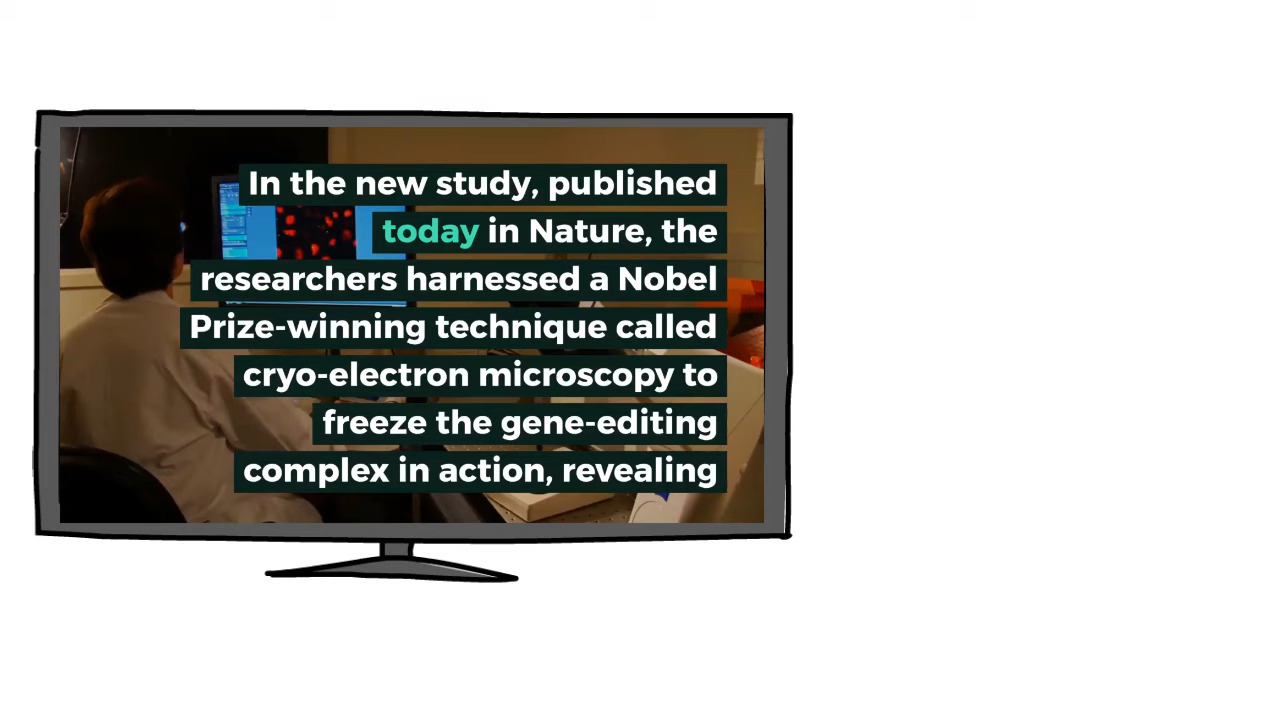 In the new study, published
today in Nature, the
researchers harnessed a Nobel
Prize-winning technique called
cryo-electron microscopy to
freeze the gene-editing
complex in action, revealing